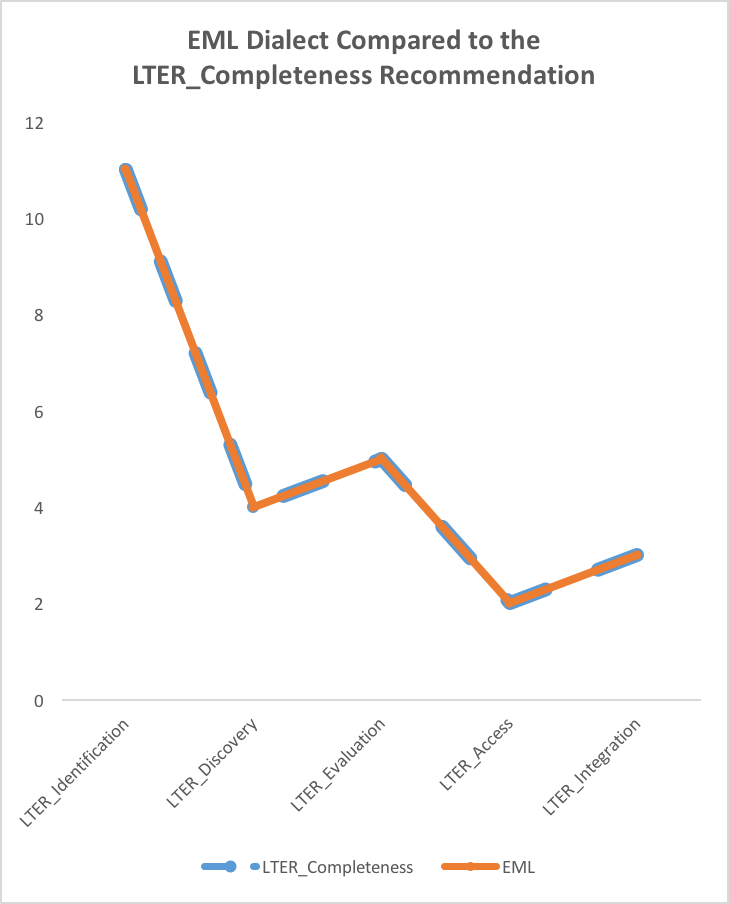 EML Dialect Compared to the
LTER_Completeness Recommendation
12
10
8
6
4
2
0
LTER_Identification
LTER_Discovery
LTER_Evaluation
LTER_Access
LTER_Integration
LTER_Completeness
EML